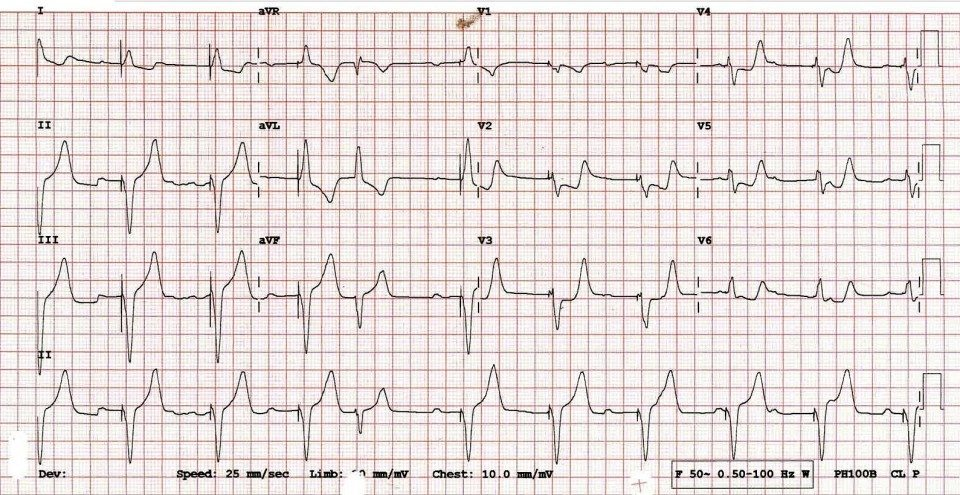 I aVR V1 V4
II aVL V2 V5
III aVF V3 V6
II
Dev: Speed: 25 mm/sec Limb: 0 mm/mV Chest: 10.0 mm/mV F 50~ 0.50-100 Hz W PH100B CL P